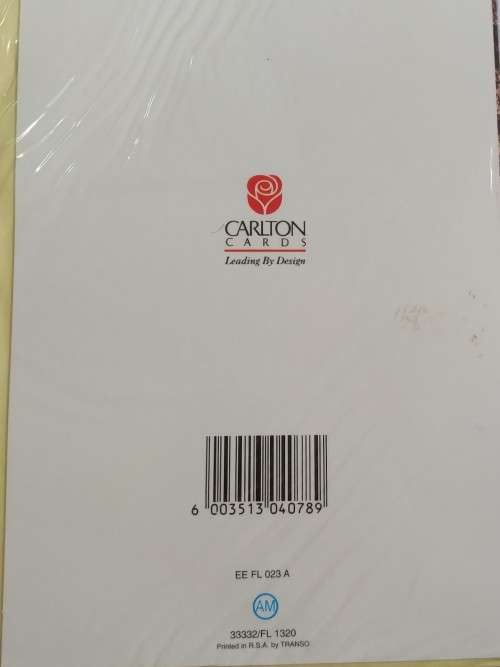 CARLTON
CARDS
Leading By Design
6 003513 040789
EE FL 023 A
AM
33332/FL 1320
Printed in R.S.A. by TRANSO